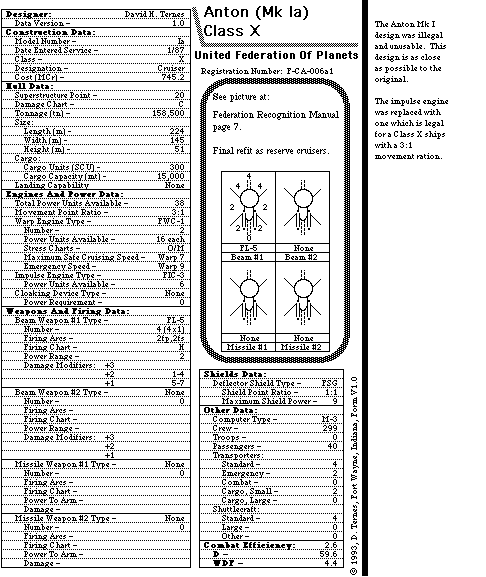 Designer: David H. Ternes
Data Version - 1.0
Construction Data:
Model Number - Ia
Date Entered Service - 1/87
Class - X
Designation - Cruiser
Cost (MCr) - 745.2
Hull Data:
Superstructure Point - 20
Damage Chart - C
Tonnage (tn) - 158,500
Size:
Length (m) - 224
Width (m) - 145
Height (m) - 51
Cargo:
Cargo Units (SCU) - 300
Cargo Capacity (mt) - 15,000
Landing Capability None
Engines And Power Data:
Total Power Units Available - 38
Movement Point Ratio - 3:1
Warp Engine Type - FWC-1
Number - 2
Power Units Available - 16 each
Stress Charts - O/M
Maximum Safe Cruising Speed - Warp 7
Emergency Speed - Warp 9
Impulse Engine Type - FIC-3
Power Units Available - 6
Cloaking Device Type - None
Power Requirement - 0
Weapons And Firing Data:
Beam Weapon #1 Type - FL-5
Number - 4 (4x1)
Firing Arcs - 2fp,2fs
Firing Chart - K
Power Range - 2
Damage Modifiers: +3
+2 1-4
+1 5-7
Beam Weapon #2 Type - None
Number - 0
Firing Arcs -
Firing Chart -
Power Range -
Damage Modifiers: +3
+2
+1
Missile Weapon #1 Type - None
Number - 0
Firing Arcs -
Firing Chart -
Power To Arm -
Damage -
Missile Weapon #2 Type - None
Number - 0
Firing Arcs -
Firing Chart -
Power To Arm -
Damage -
Anton (Mk Ia)
Class X
United Federation Of Planets
Registration Number: F-CA-006a1
See picture at:
Federation Recognition Manual
page 7.
Final refit as reserve cruisers.
4
4 4
2 2
0
FL-5 None
Beam #1 Beam #2
None None
Missile #1 Missile #2
Shields Data:
Deflector Shield Type - FSG
Shield Point Ratio - 1:1
Maximum Shield Power - 9
Other Data:
Computer Type - M-3
Crew - 299
Troops - 0
Passengers - 40
Transporters:
Standard - 4
Emergency - 2
Combat - 0
Cargo, Small - 2
Cargo, Large - 0
Shuttlecraft:
Standard - 4
Large - 0
Other - 0
Combat Efficiency: 2.6
D - 59.6
WDF - 4.4
© 1993, D. Ternes, Fort Wayne, Indiana, Form V1.0
The Anton Mk I
design was illegal
and unusable. This
design is as close
as possible to the
original.
The impulse engine
was replaced with
one which is legal
for a Class X ships
with a 3:1
movement ration.